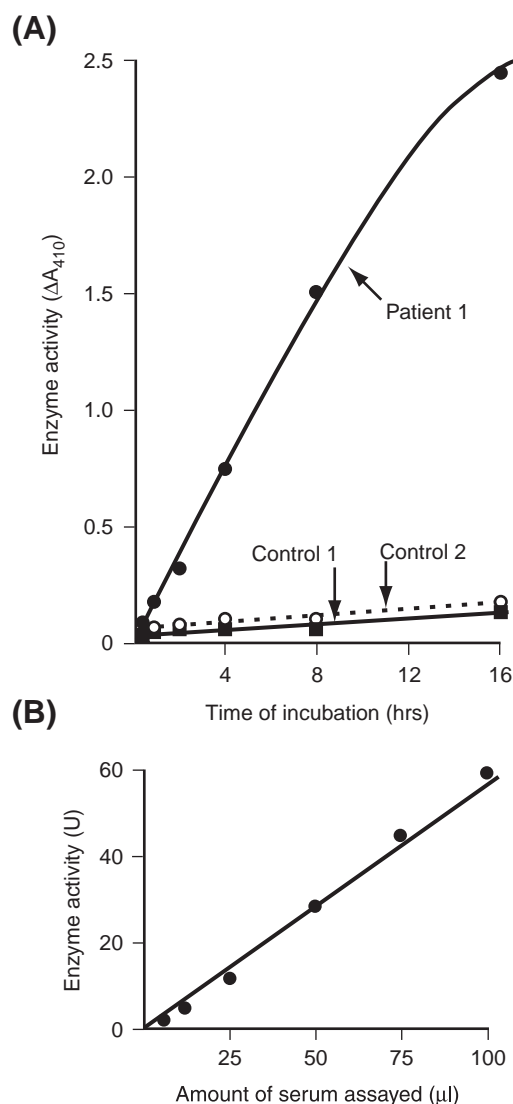 (A)
2.5
2.0
1.5
1.0
0.5
0
Enzyme activity (ΔA₄₁₀)
Patient 1
Control 1
Control 2
4
8
12
16
Time of incubation (hrs)
(B)
60
40
20
0
Enzyme activity (U)
25
50
75
100
Amount of serum assayed (μl)